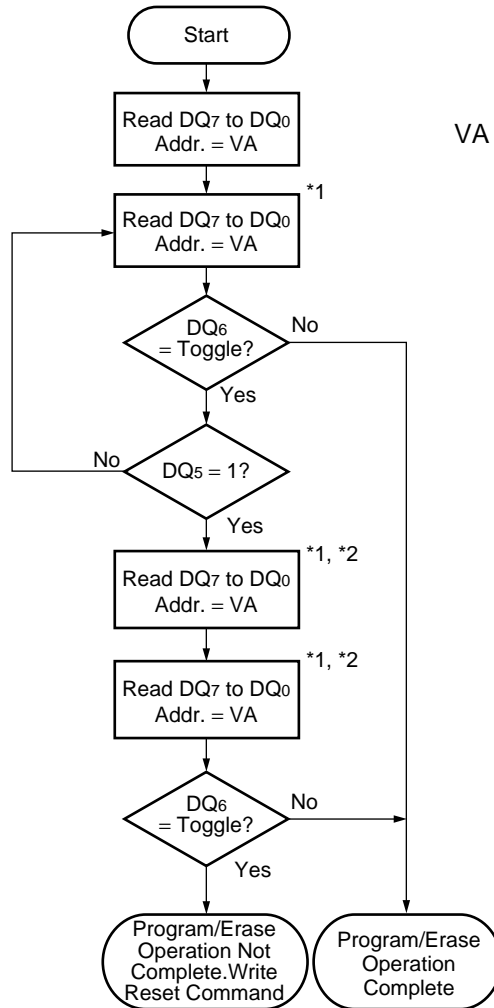 Start
Read DQ7 to DQ0
Addr. = VA
VA
*1
Read DQ7 to DQ0
Addr. = VA
DQ6
= Toggle?
No
Yes
No
DQ5 = 1?
Yes
*1, *2
Read DQ7 to DQ0
Addr. = VA
*1, *2
Read DQ7 to DQ0
Addr. = VA
DQ6
= Toggle?
No
Yes
Program/Erase
Operation Not
Complete.Write
Reset Command
Program/Erase
Operation
Complete